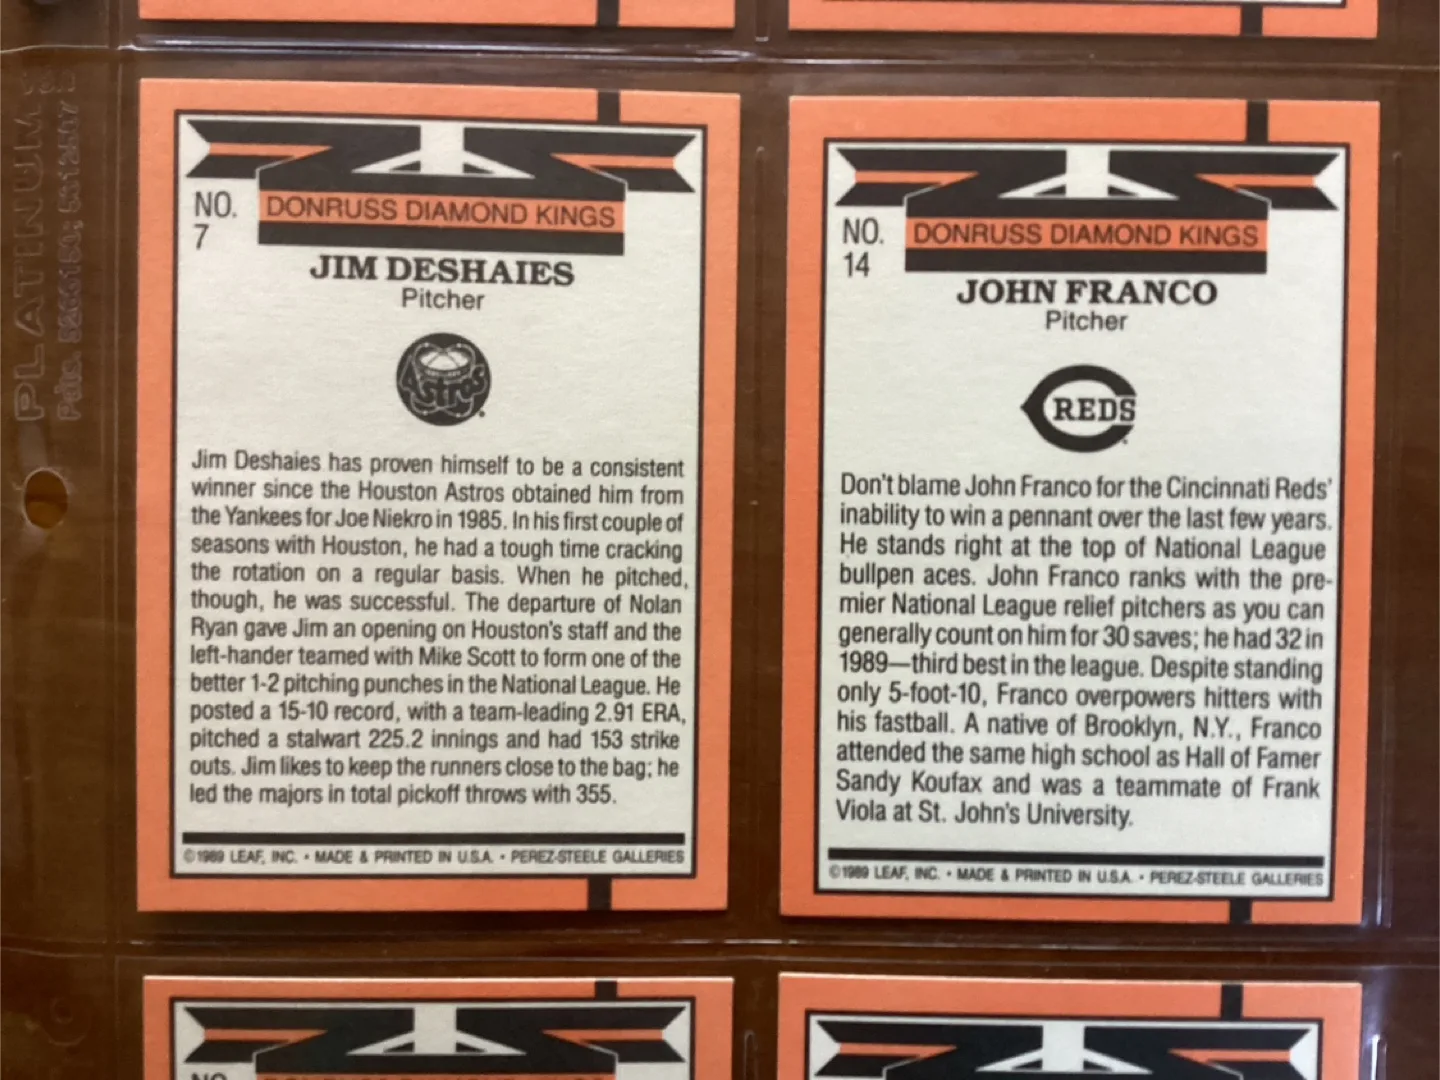 PLATINUM
NO.
7
DONRUSS DIAMOND KINGS
JIM DESHAIES
Pitcher
Astros
Jim Deshaies has proven himself to be a consistent
winner since the Houston Astros obtained him from
the Yankees for Joe Niekro in 1985. In his first couple of
seasons with Houston, he had a tough time cracking
the rotation on a regular basis. When he pitched,
though, he was successful. The departure of Nolan
Ryan gave Jim an opening on Houston's staff and the
left-hander teamed with Mike Scott to form one of the
better 1-2 pitching punches in the National League. He
posted a 15-10 record, with a team-leading 2.91 ERA,
pitched a stalwart 225.2 innings and had 153 strike
outs. Jim likes to keep the runners close to the bag; he
led the majors in total pickoff throws with 355.
©1989 LEAF, INC. • MADE & PRINTED IN U.S.A. • PEREZ-STEELE GALLERIES
NO.
14
DONRUSS DIAMOND KINGS
JOHN FRANCO
Pitcher
REDS
Don't blame John Franco for the Cincinnati Reds'
inability to win a pennant over the last few years.
He stands right at the top of National League
bullpen aces. John Franco ranks with the pre-
mier National League relief pitchers as you can
generally count on him for 30 saves; he had 32 in
1989—third best in the league. Despite standing
only 5-foot-10, Franco overpowers hitters with
his fastball. A native of Brooklyn, N.Y., Franco
attended the same high school as Hall of Famer
Sandy Koufax and was a teammate of Frank
Viola at St. John's University.
©1989 LEAF, INC. • MADE & PRINTED IN U.S.A. • PEREZ-STEELE GALLERIES
NO.